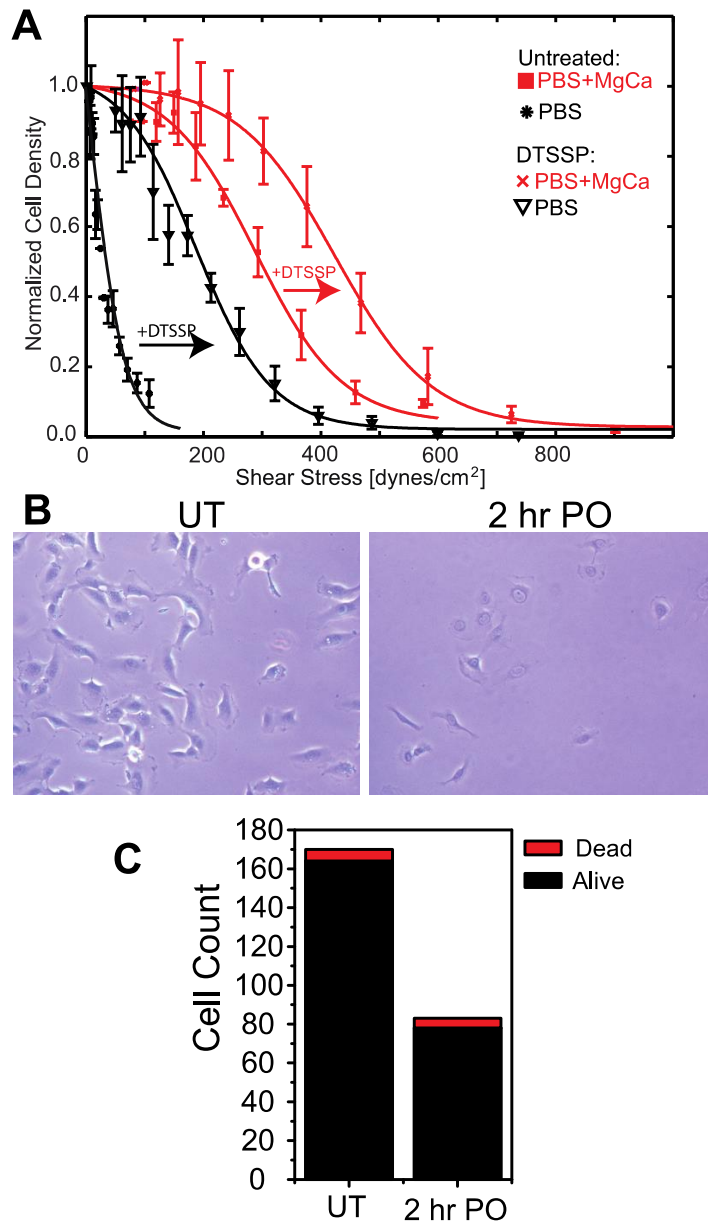 A
Untreated:
PBS+MgCa
PBS
DTSSP:
PBS+MgCa
PBS
Normalized Cell Density
1.0
0.8
0.6
0.4
0.2
0.0
+DTSSP
+DTSSP
0 200 400 600 800
Shear Stress [dynes/cm²]
B
UT 2 hr PO
C
Cell Count
180
160
140
120
100
80
60
40
20
0
Dead
Alive
UT 2 hr PO